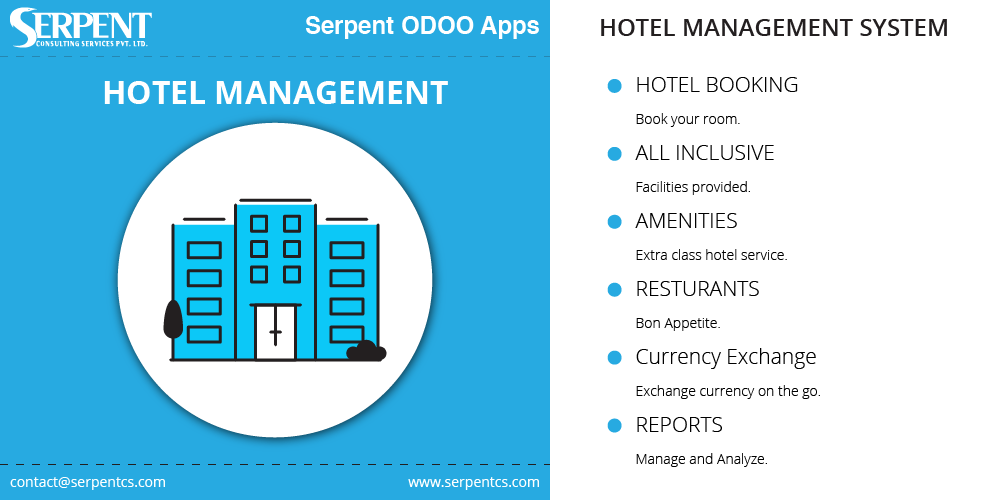 SERPENT
CONSULTING SERVICES PVT. LTD.
Serpent ODOO Apps
HOTEL MANAGEMENT
contact@serpentcs.com
www.serpentcs.com
HOTEL MANAGEMENT SYSTEM
HOTEL BOOKING
Book your room.
ALL INCLUSIVE
Facilities provided.
AMENITIES
Extra class hotel service.
RESTURANTS
Bon Appetite.
Currency Exchange
Exchange currency on the go.
REPORTS
Manage and Analyze.